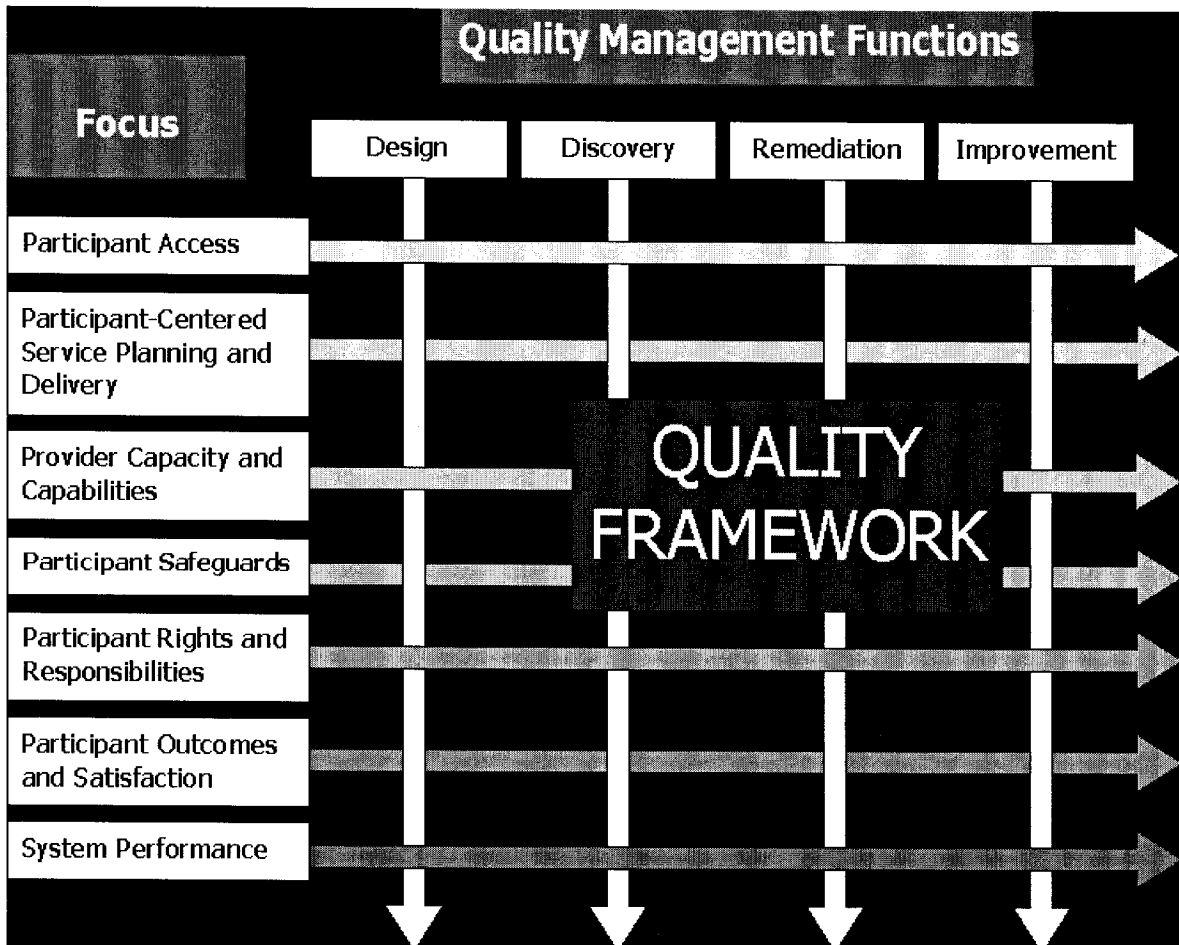 Quality Management Functions
Focus
Design
Discovery
Remediation
Improvement
Participant Access
Participant-Centered
Service Planning and
Delivery
Provider Capacity and
Capabilities
Participant Safeguards
Participant Rights and
Responsibilities
Participant Outcomes
and Satisfaction
System Performance
QUALITY
FRAMEWORK